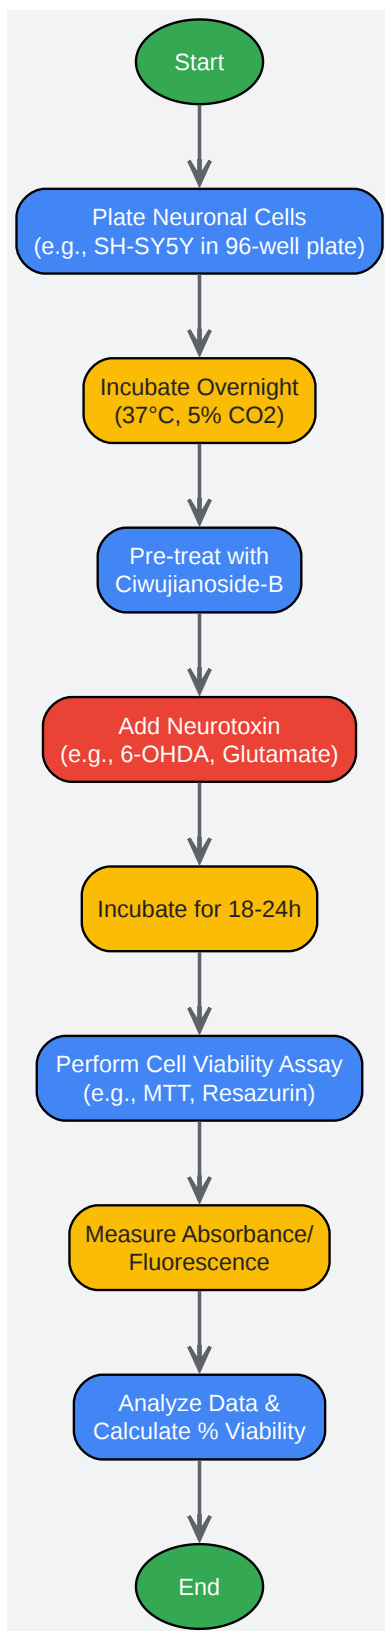 Start
Plate Neuronal Cells
(e.g., SH-SY5Y in 96-well plate)
Incubate Overnight
(37°C, 5% CO2)
Pre-treat with
Ciwujianoside-B
Add Neurotoxin
(e.g., 6-OHDA, Glutamate)
Incubate for 18-24h
Perform Cell Viability Assay
(e.g., MTT, Resazurin)
Measure Absorbance/
Fluorescence
Analyze Data &
Calculate % Viability
End